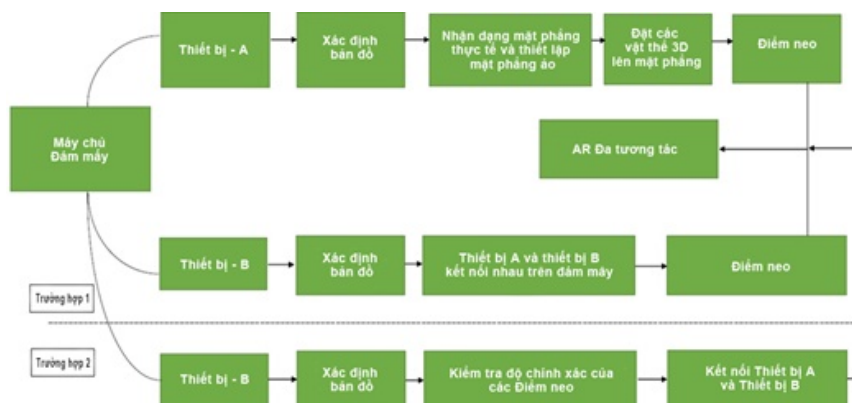 Thiết bị - A
Xác định
bản đồ
Nhận dạng mặt phẳng
thực tế và thiết lập
mặt phẳng ảo
Đặt các
vật thể 3D
lên mặt phẳng
Điểm neo
Máy chủ
Đám mấy
AR Đa tương tác
Thiết bị - B
Xác định
bản đồ
Thiết bị A và thiết bị B
kết nối nhau trên đám mây
Điểm neo
Trường hợp 1
Trường hợp 2
Thiết bị - B
Xác định
bản đồ
Kiểm tra độ chính xác của
các Điểm neo
Kết nối Thiết bị A
và Thiết bị B